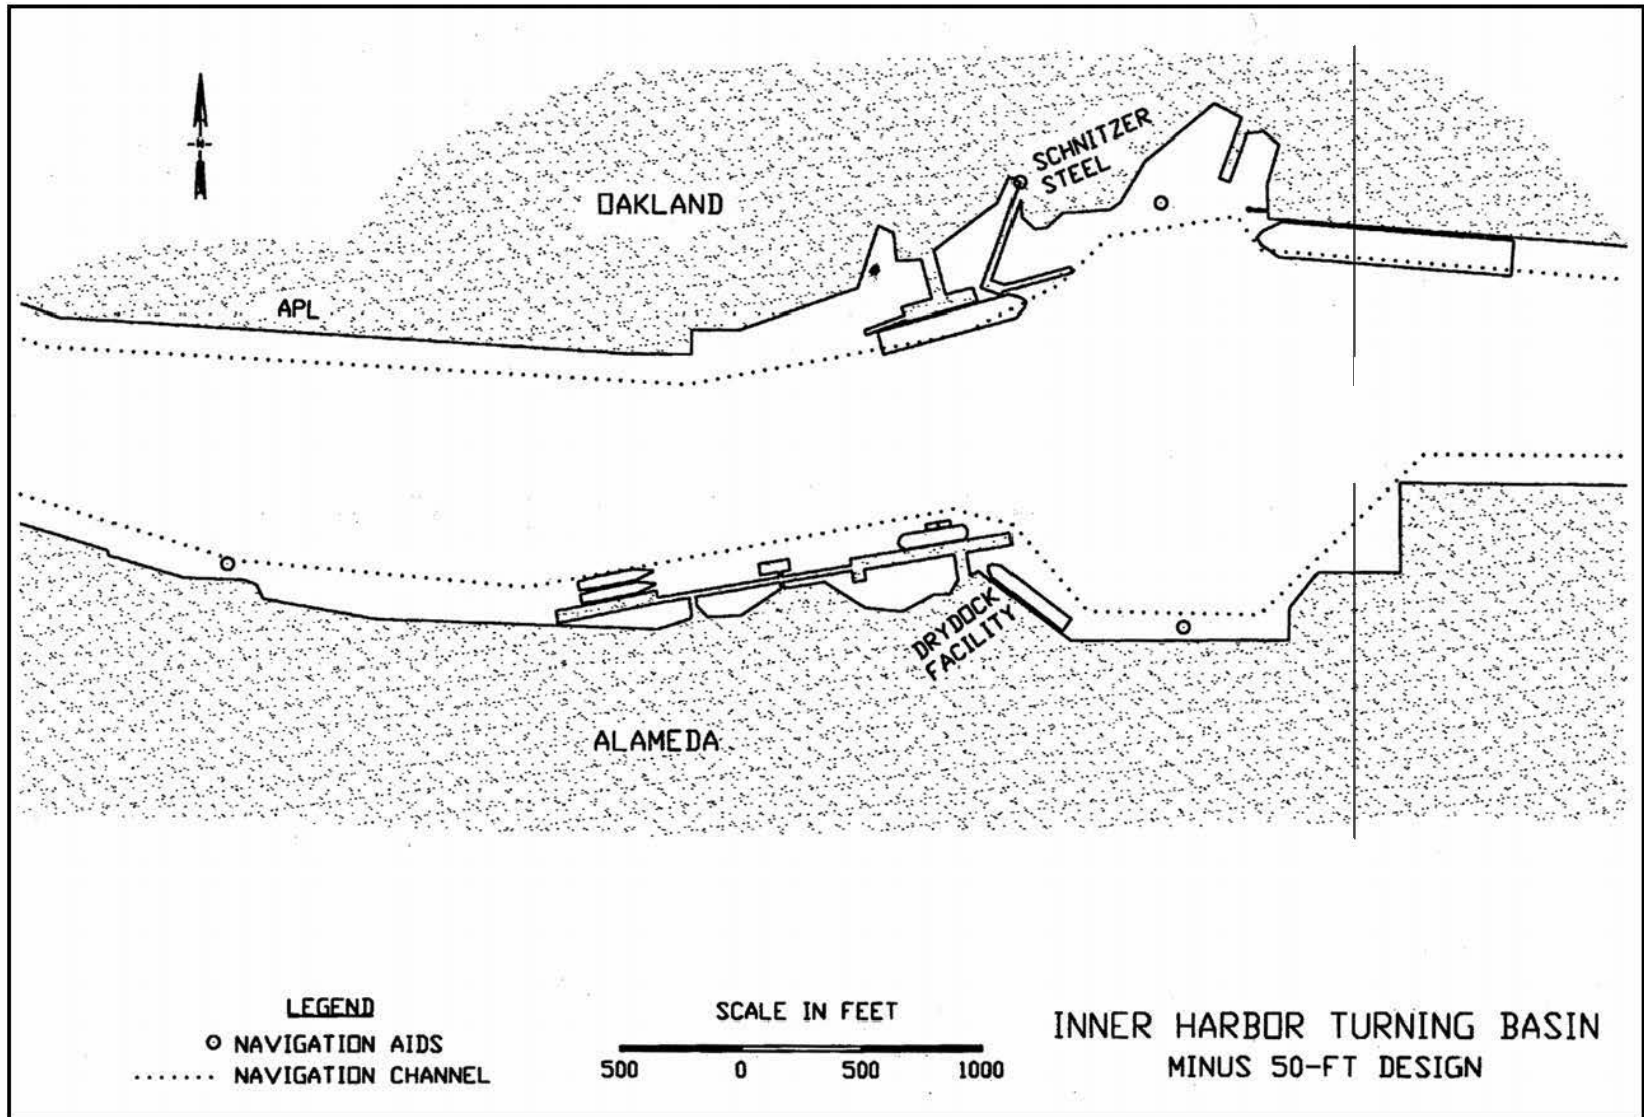 N
SCHNITZER
STEEL
OAKLAND
APL
DRYDOCK
FACILITY
ALAMEDA
LEGEND
NAVIGATION AIDS
NAVIGATION CHANNEL
SCALE IN FEET
500 0 500 1000
INNER HARBOR TURNING BASIN
MINUS 50-FT DESIGN